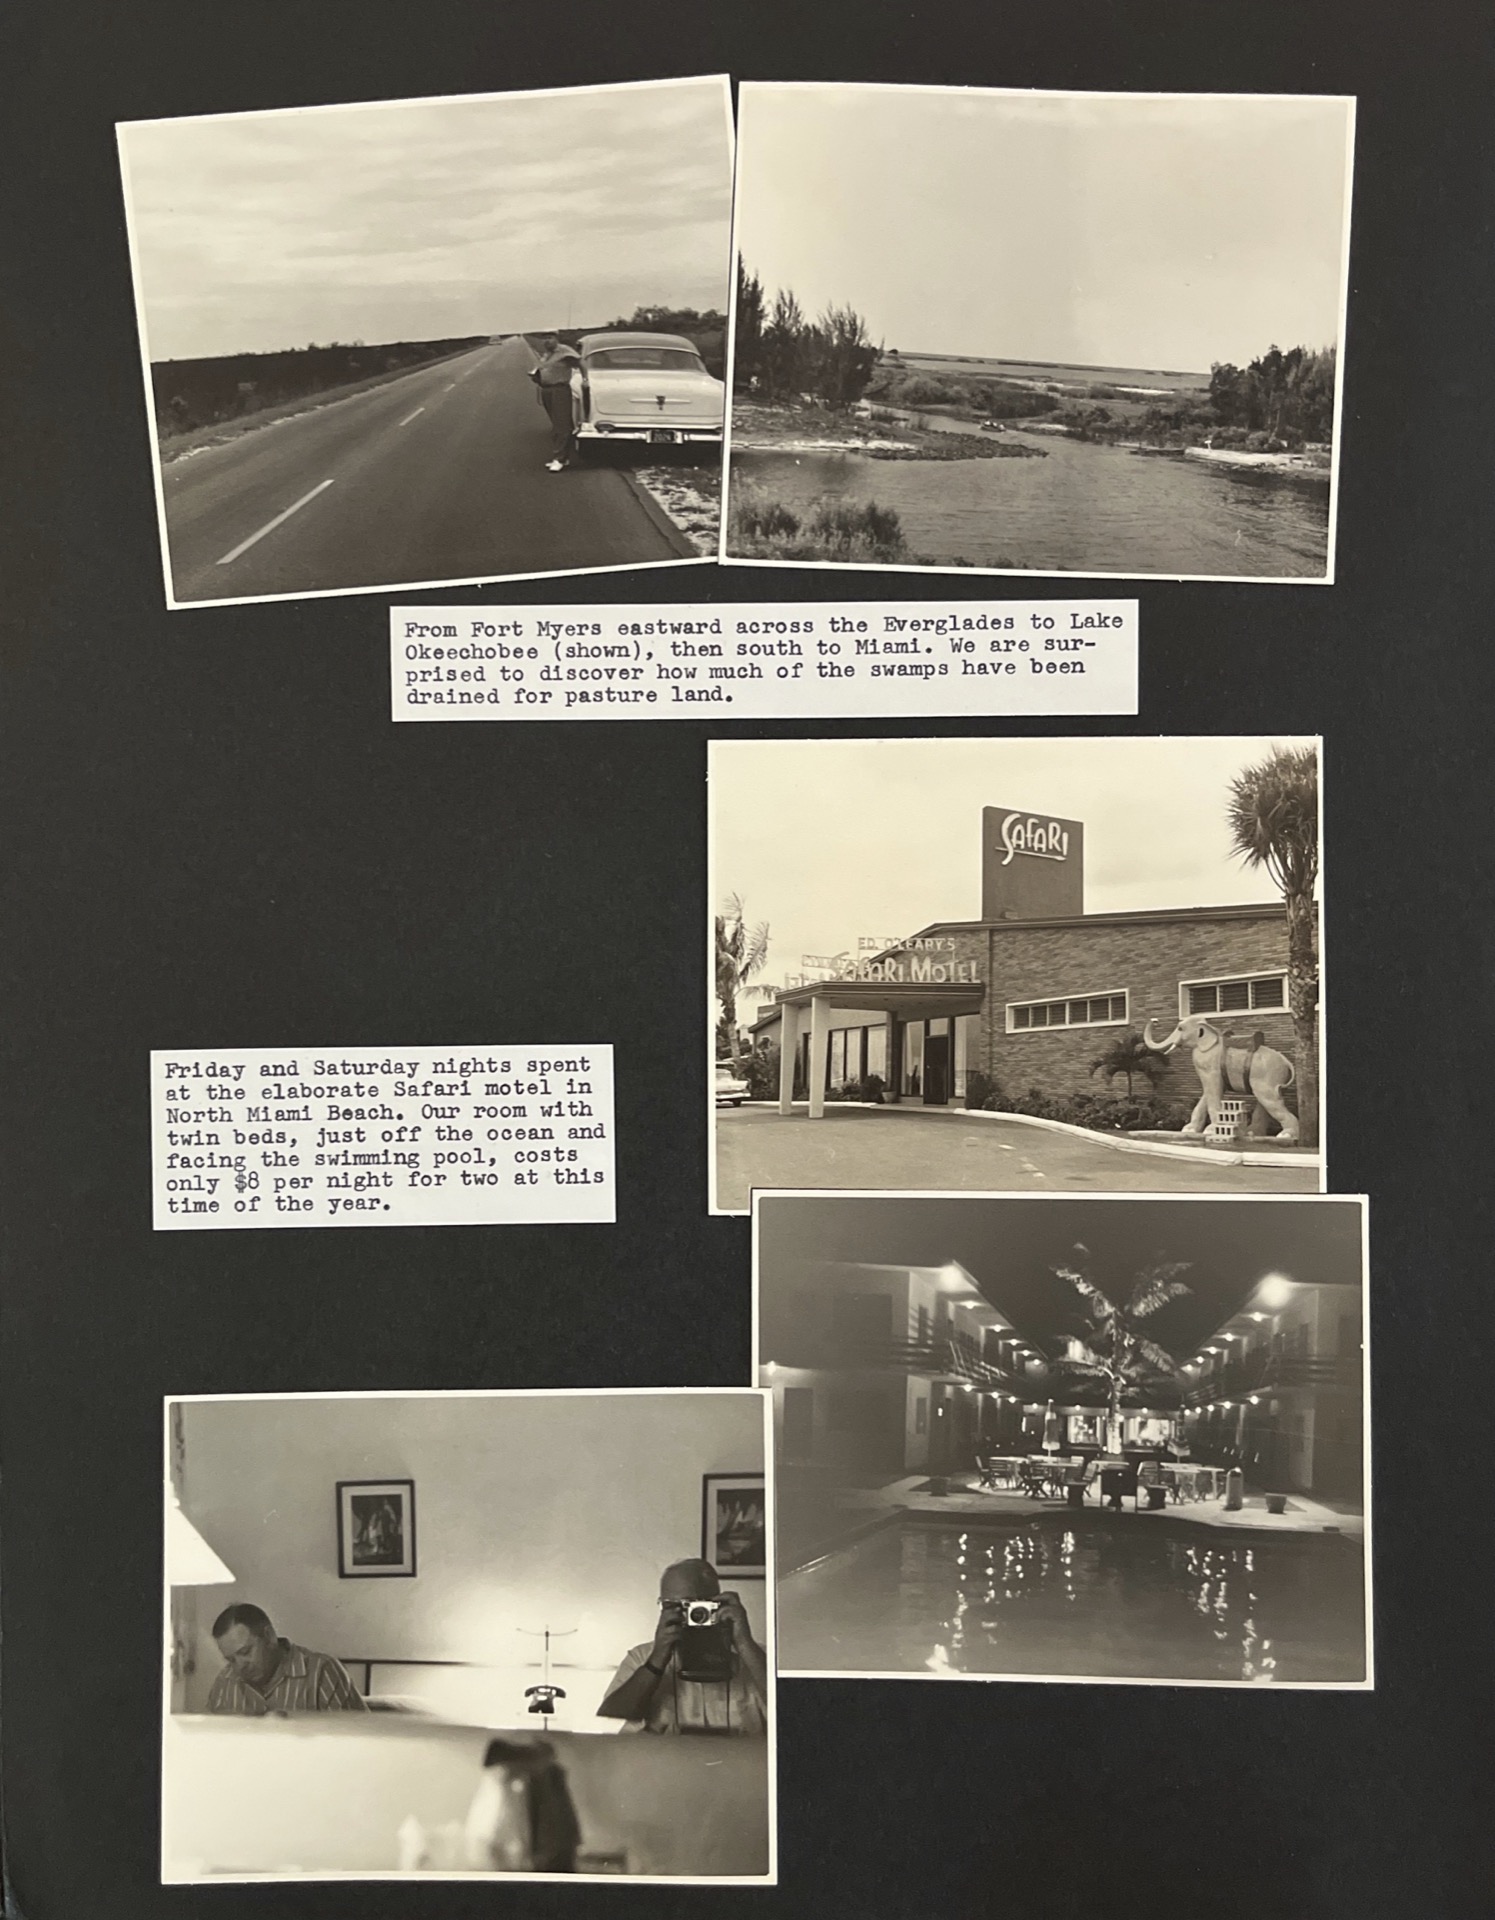 From Fort Myers eastward across the Everglades to Lake
Okeechobee (shown), then south to Miami. We are sur-
prised to discover how much of the swamps have been
drained for pasture land.
SAFARI
ED. O'LEARY'S
SAFARI MOTEL
Friday and Saturday nights spent
at the elaborate Safari motel in
North Miami Beach. Our room with
twin beds, just off the ocean and
facing the swimming pool, costs
only $8 per night for two at this
time of the year.